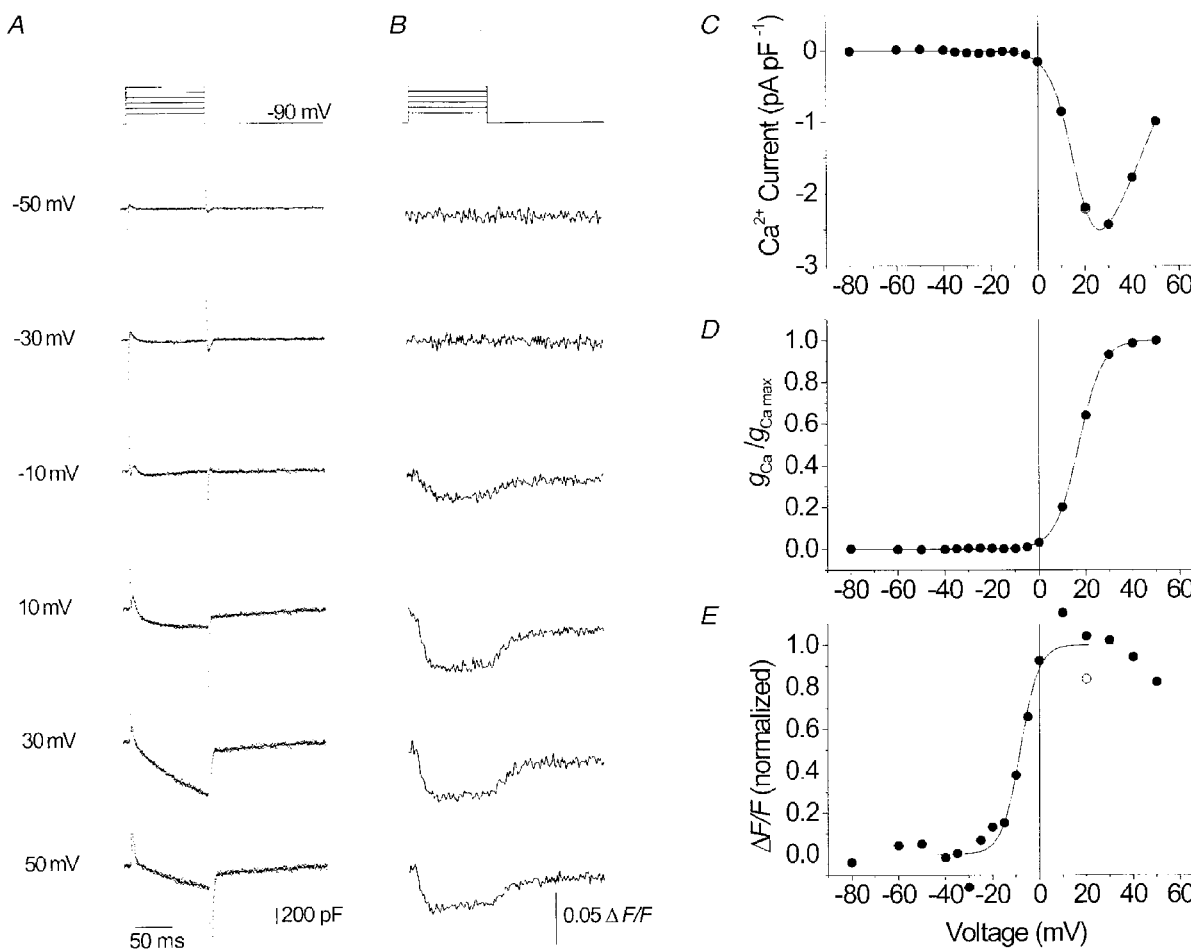 A
B
-90 mV
-50 mV
-30 mV
-10 mV
10 mV
30 mV
50 mV
50 ms
200 pF
0.05 ΔF/F
C
Ca²⁺ Current (pA pF⁻¹)
0
-1
-2
-3
-80 -60 -40 -20 0 20 40 60
D
g_Ca/g_Ca max
1.0
0.8
0.6
0.4
0.2
0.0
-80 -60 -40 -20 0 20 40 60
E
ΔF/F (normalized)
1.0
0.8
0.6
0.4
0.2
0.0
-80 -60 -40 -20 0 20 40 60
Voltage (mV)